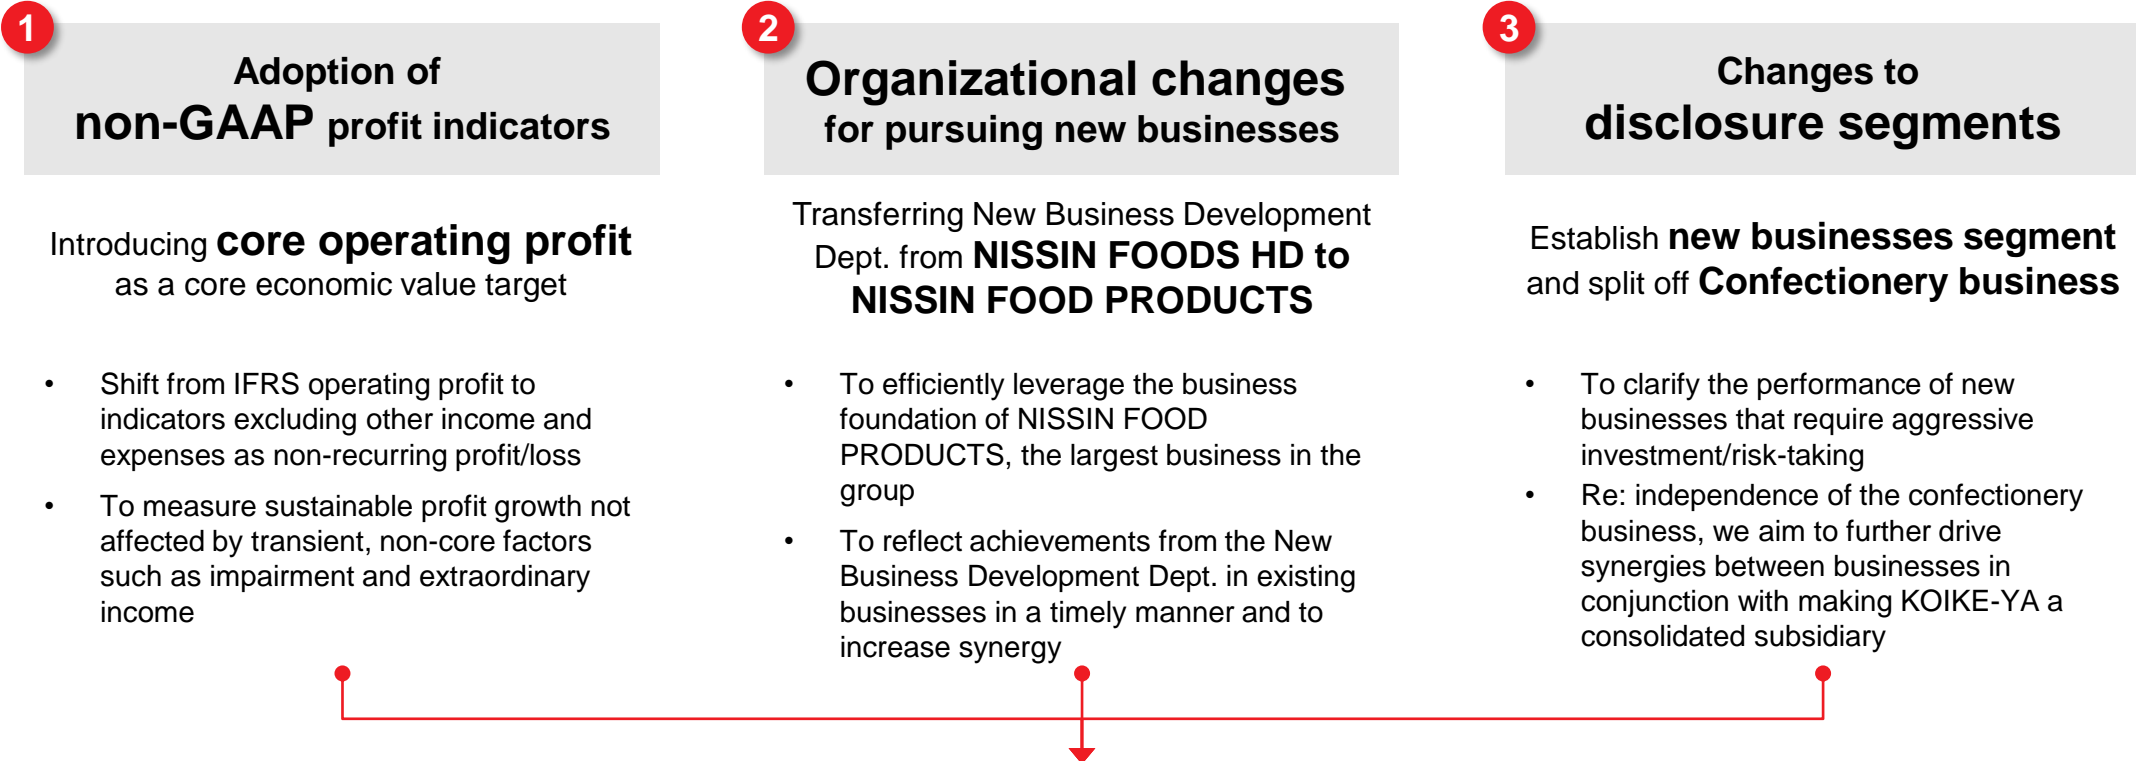 1
Adoption of
non-GAAP profit indicators
Introducing core operating profit
as a core economic value target
• Shift from IFRS operating profit to
indicators excluding other income and
expenses as non-recurring profit/loss
• To measure sustainable profit growth not
affected by transient, non-core factors
such as impairment and extraordinary
income
2
Organizational changes
for pursuing new businesses
Transferring New Business Development
Dept. from NISSIN FOODS HD to
NISSIN FOOD PRODUCTS
• To efficiently leverage the business
foundation of NISSIN FOOD
PRODUCTS, the largest business in the
group
• To reflect achievements from the New
Business Development Dept. in existing
businesses in a timely manner and to
increase synergy
3
Changes to
disclosure segments
Establish new businesses segment
and split off Confectionery business
• To clarify the performance of new
businesses that require aggressive
investment/risk-taking
• Re: independence of the confectionery
business, we aim to further drive
synergies between businesses in
conjunction with making KOIKE-YA a
consolidated subsidiary